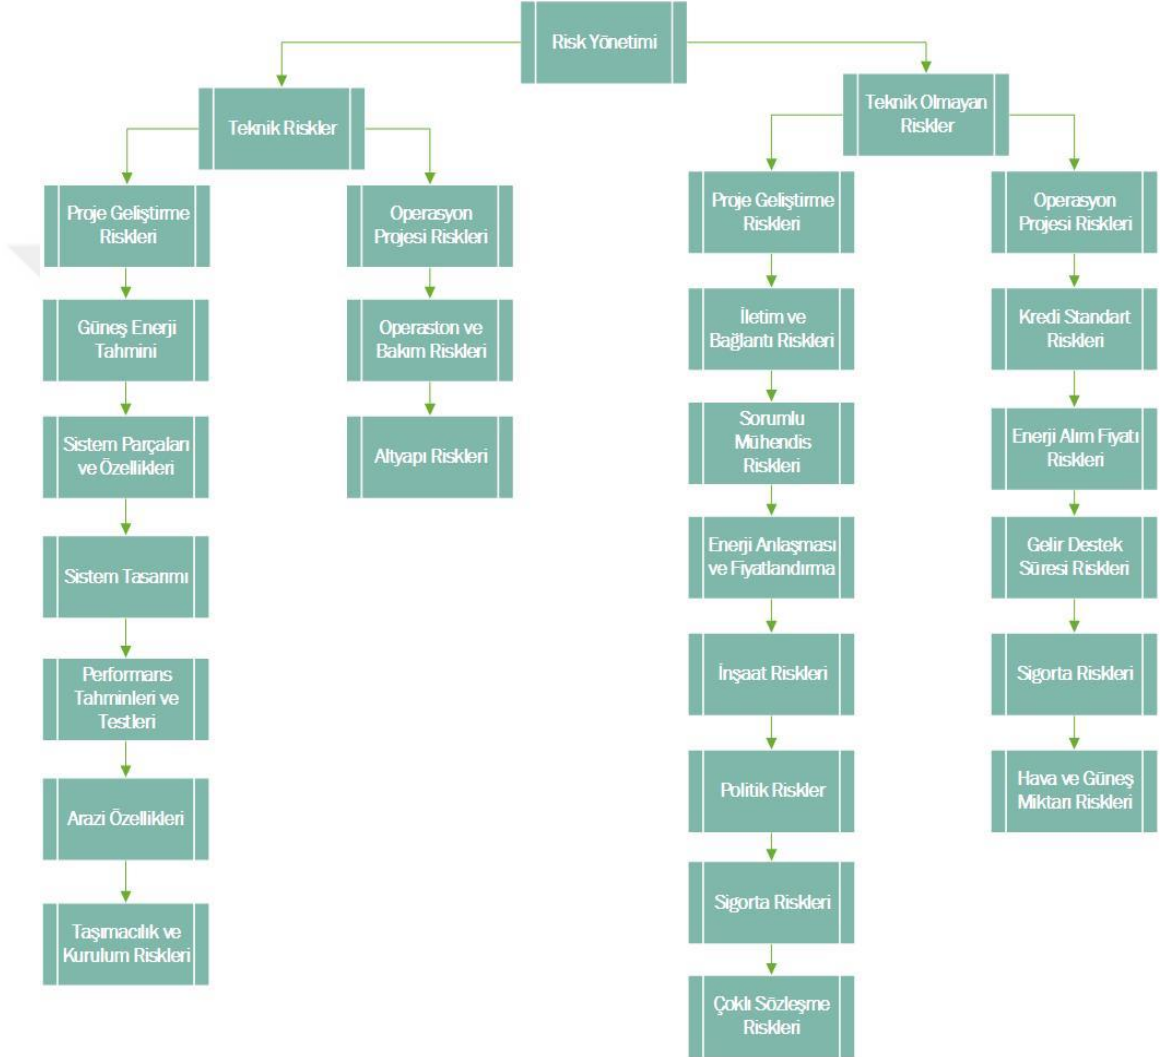 Risk Yönetimi
Teknik Riskler
Teknik Olmayan
Riskler
Proje Geliştirme
Riskleri
Operasyon
Projesi Riskleri
Proje Geliştirme
Riskleri
Operasyon
Projesi Riskleri
Güneş Enerji
Tahmini
Operaston ve
Bakım Riskleri
İletim ve
Bağlantı Riskleri
Kredi Standart
Riskleri
Sistem Parçaları
ve Özellikleri
Altyapı Riskleri
Sorumlu
Mühendis
Riskleri
Enerji Alım Fiyatı
Riskleri
Sistem Tasarımı
Enerji Anlaşması
ve Fiyatlandırma
Gelir Destek
Süresi Riskleri
Performans
Tahminleri ve
Testleri
İnşaat Riskleri
Sigorta Riskleri
Arazi Özellikleri
Politik Riskler
Hava ve Güneş
Miktarı Riskleri
Taşımacılık ve
Kurulum Riskleri
Sigorta Riskleri
Çoklı Sözleşme
Riskleri